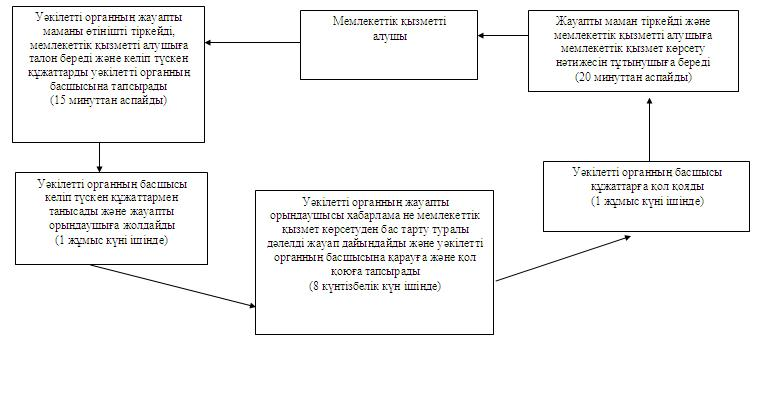 Уәкілетті органның жауапты
маманы өтінішті тіркейді,
мемлекеттік қызметті алушыға
талон береді және келіп түскен
құжаттарды уәкілетті органның
басшысына тапсырады
(15 минуттан аспайды)
Мемлекеттік қызметті
алушы
Жауапты маман тіркейді және
мемлекеттік қызметті алушыға
мемлекеттік қызмет көрсету
нәтижесін тұтынушыға береді
(20 минуттан аспайды)
Уәкілетті органның басшысы
келіп түскен құжаттармен
танысады және жауапты
орындаушыға жолдайды
(1 жұмыс күні ішінде)
Уәкілетті органның жауапты
орындаушысы хабарлама не мемлекеттік
қызмет көрсетуден бас тарту туралы
дәлелді жауап дайындайды және уәкілетті
органның басшысына қарауға және қол
қоюға тапсырады
(8 күнтізбелік күн ішінде)
Уәкілетті органның басшысы
құжаттарға қол қояды
(1 жұмыс күні ішінде)